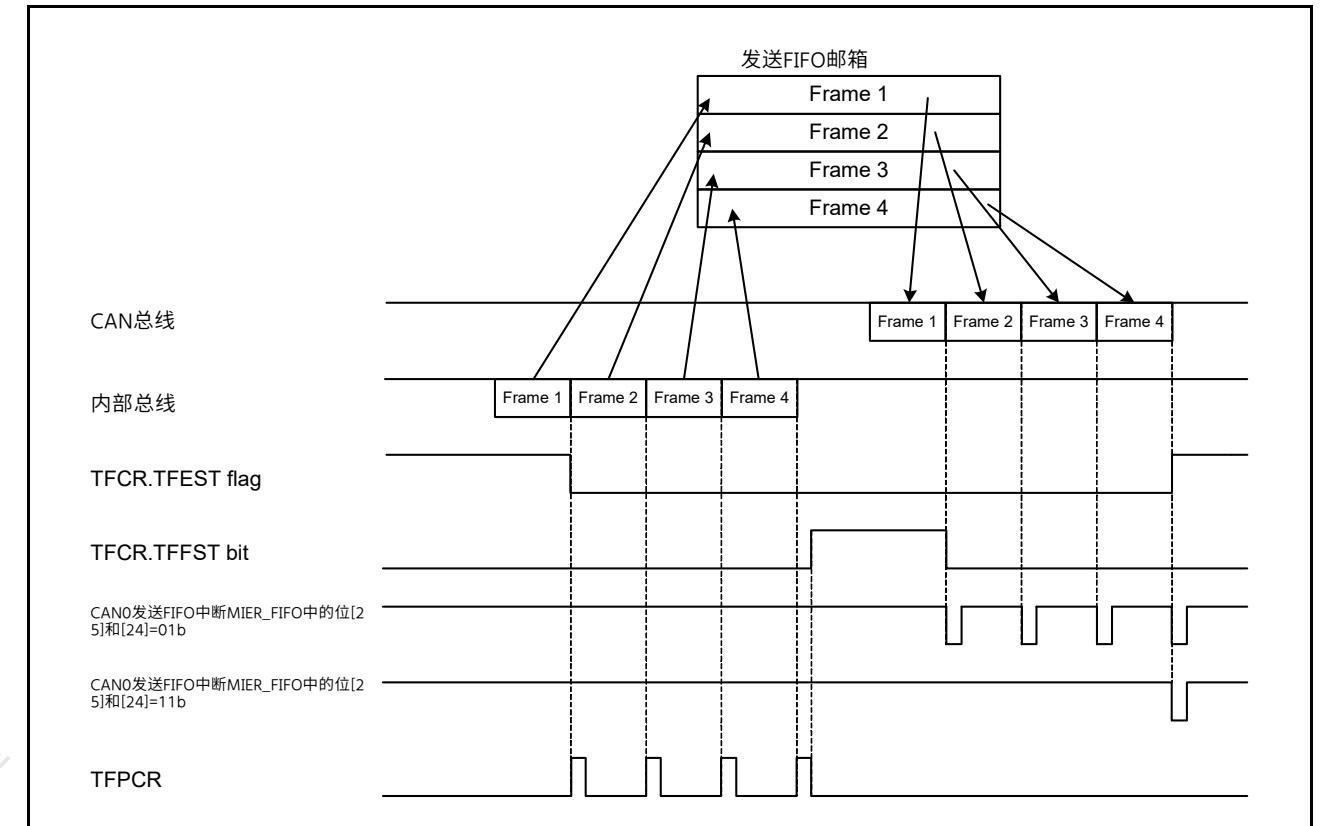 发送FIFO邮箱
Frame 1
Frame 2
Frame 3
Frame 4
CAN总线
Frame 1 Frame 2 Frame 3 Frame 4
内部总线
Frame 1 Frame 2 Frame 3 Frame 4
TFCR.TFEST flag
TFCR.TFFST bit
CAN0发送FIFO中断MIER_FIFO中的位[2
5]和[24]=01b
CAN0发送FIFO中断MIER_FIFO中的位[2
5]和[24]=11b
TFPCR